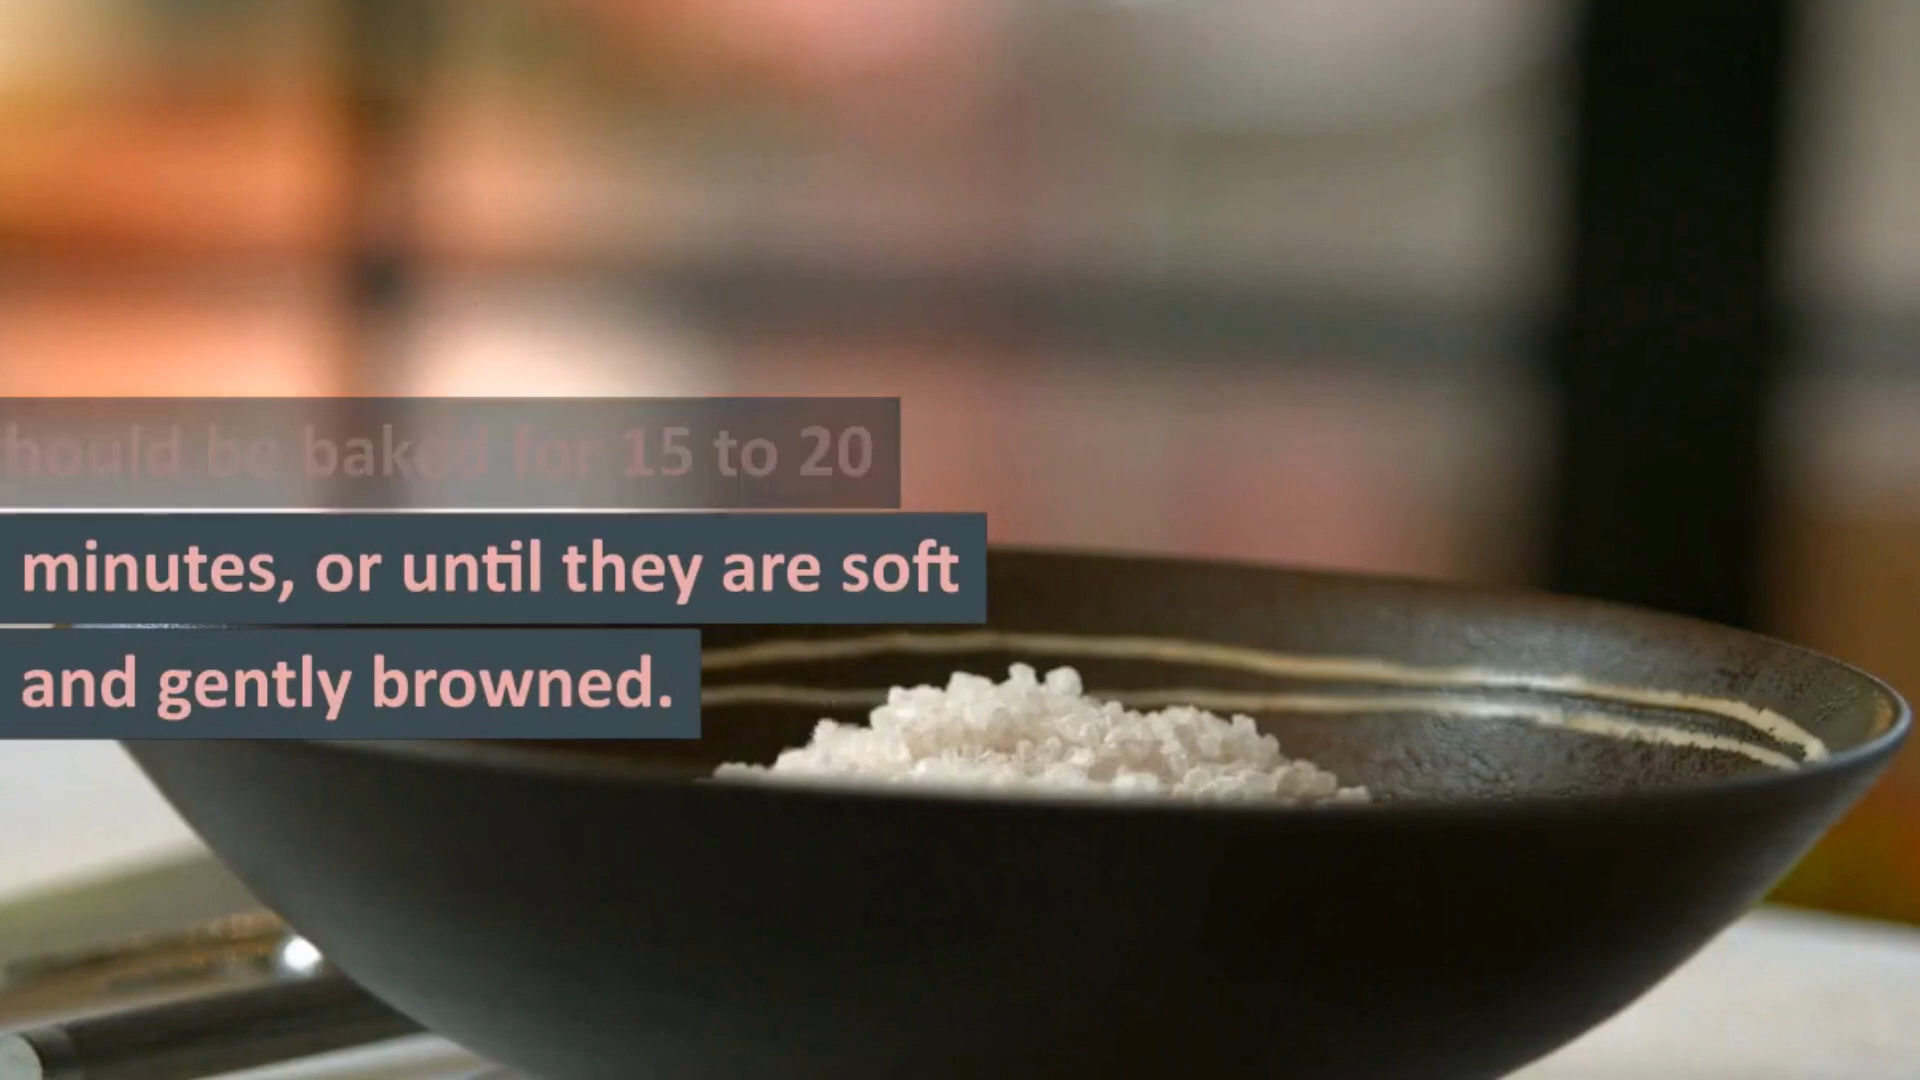 hould be baked for 15 to 20
minutes, or until they are soft
and gently browned.